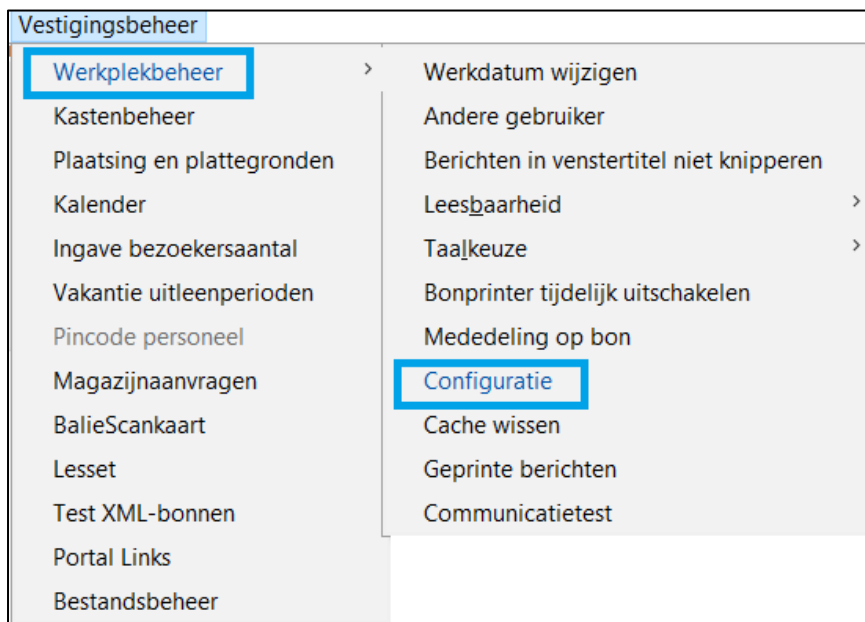 Vestigingsbeheer
Werkplekbeheer
Kastenbeheer
Plaatsing en plattegronden
Kalender
Ingave bezoekersaantal
Vakantie uitleenperioden
Pincode personeel
Magazijnaanvragen
BalieScankaart
Lesset
Test XML-bonnen
Portal Links
Bestandsbeheer
Werkdatum wijzigen
Andere gebruiker
Berichten in venstertitel niet knipperen
Leesbaarheid
Taalkeuze
Bonprinter tijdelijk uitschakelen
Mededeling op bon
Configuratie
Cache wissen
Geprinte berichten
Communicatietest